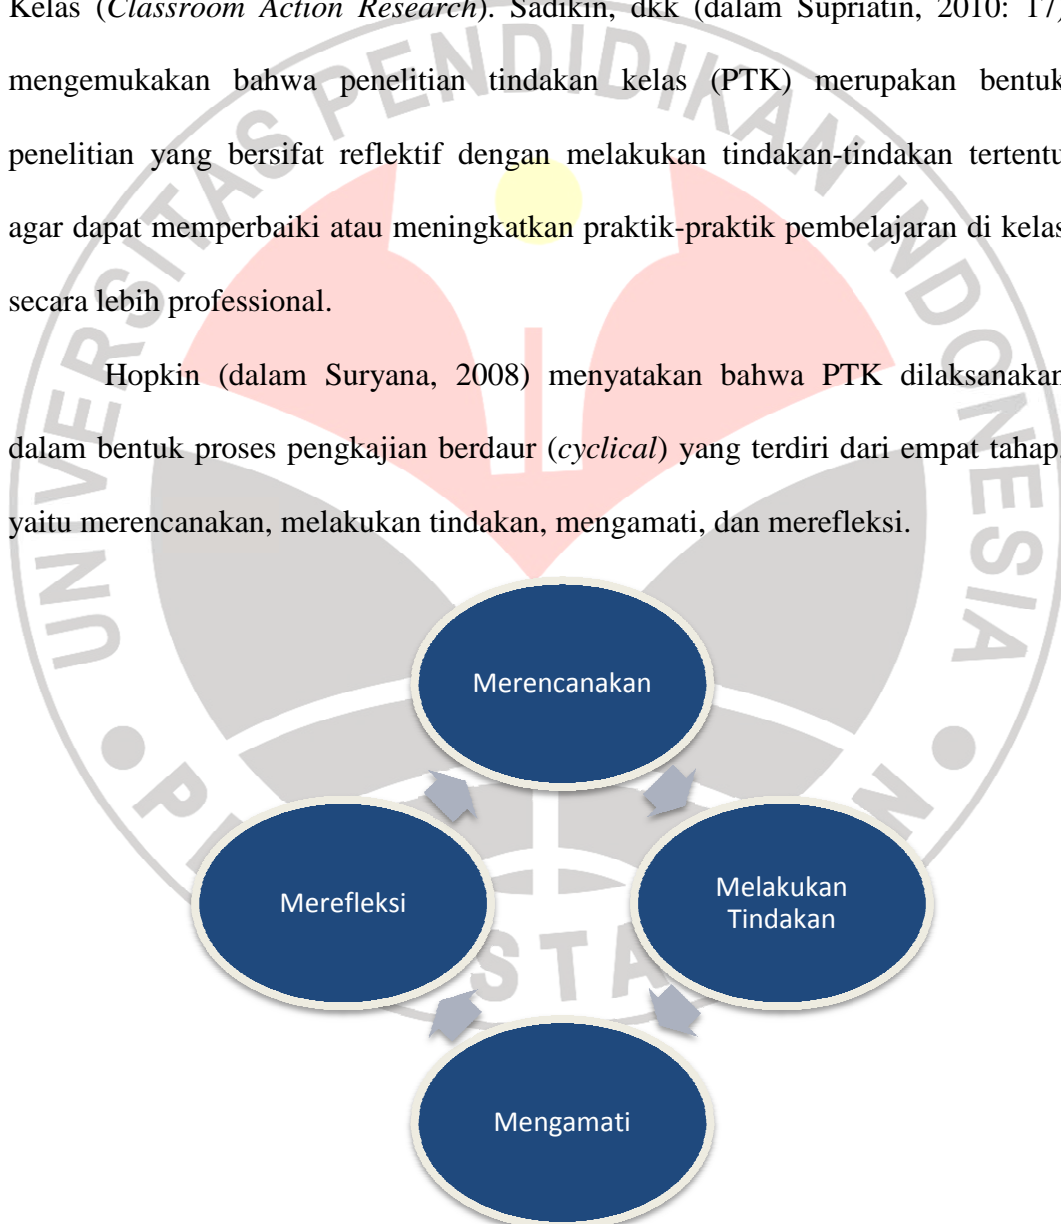 Kelas (Classroom Action Research). Sadikin, dkk (dalam Supriatin, 2010: 17)
mengemukakan bahwa penelitian tindakan kelas (PTK) merupakan bentuk
penelitian yang bersifat reflektif dengan melakukan tindakan-tindakan tertentu
agar dapat memperbaiki atau meningkatkan praktik-praktik pembelajaran di kelas
secara lebih professional.
Hopkin (dalam Suryana, 2008) menyatakan bahwa PTK dilaksanakan
dalam bentuk proses pengkajian berdaur (cyclical) yang terdiri dari empat tahap,
yaitu merencanakan, melakukan tindakan, mengamati, dan merefleksi.
Merencanakan
Merefleksi
Melakukan
Tindakan
Mengamati
UNIVERSITAS PENDIDIKAN INDONESIA